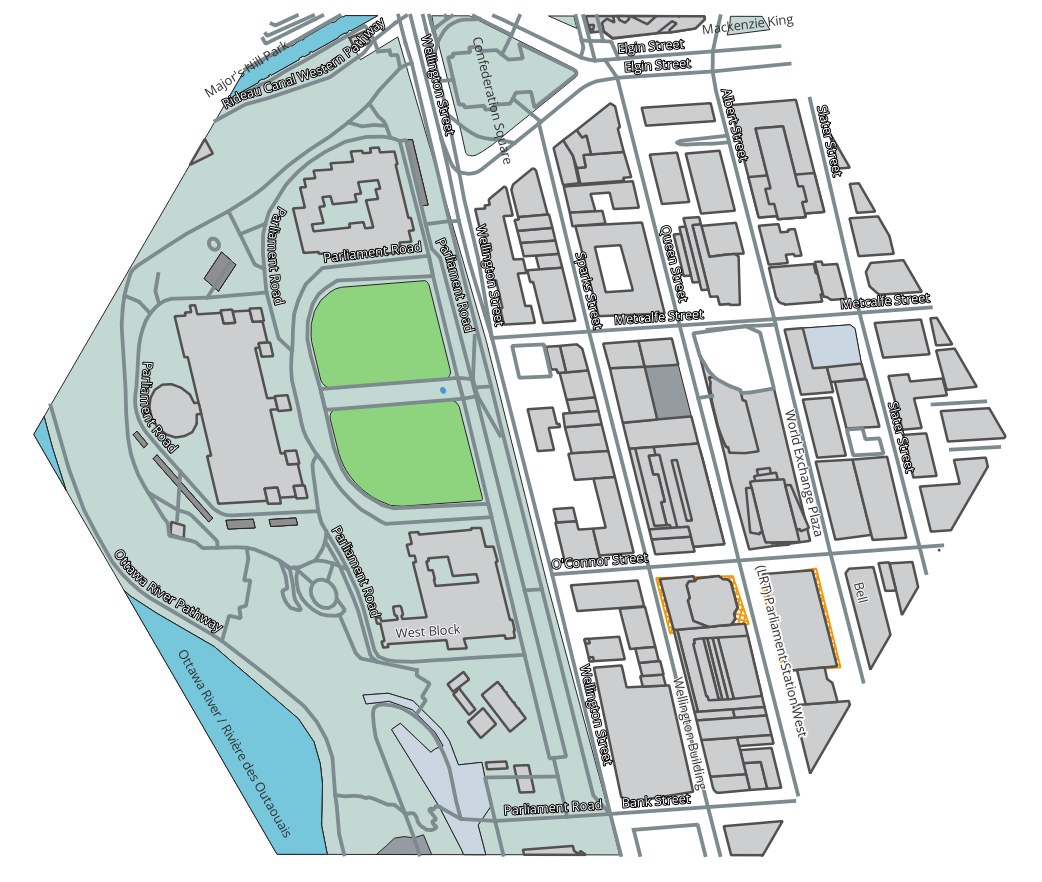 Mackenzie King
Elgin Street
Elgin Street
Major's Hill Park
Rideau Canal Western Pathway
Wellington Street
Confederation Square
Albert Street
Slater Street
Parliament Road
Parliament Road
Parliament Road
Wellington Street
Sparks Street
Queen Street
Metcalfe Street
Metcalfe Street
Parliament Road
World Exchange Plaza
Slater Street
O'Connor Street
Ottawa River Pathway
Parliament Road
West Block
(LRT) Parliament Station West
Bell
Ottawa River / Rivière des Outaouais
Wellington Street
Wellington Building
Parliament Road
Bank Street